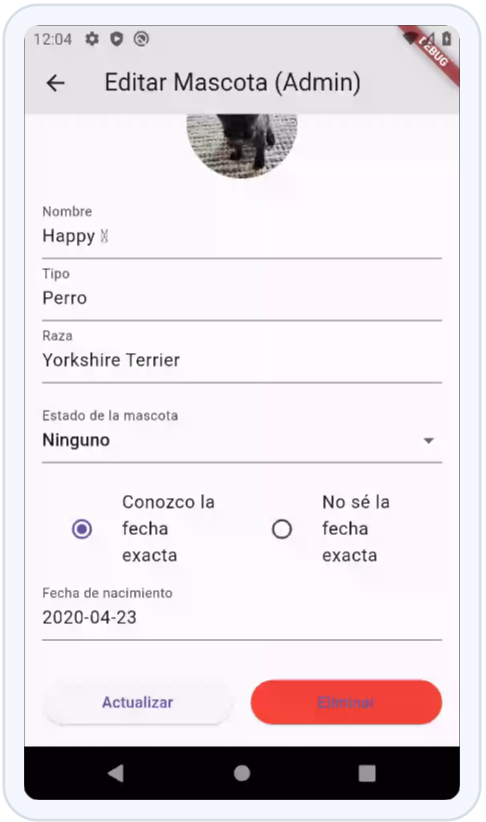 12:04
DEBUG
Editar Mascota (Admin)
Nombre
Happy
Tipo
Perro
Raza
Yorkshire Terrier
Estado de la mascota
Ninguno
Conozco la
fecha
exacta
No sé la
fecha
exacta
Fecha de nacimiento
2020-04-23
Actualizar
Eliminar